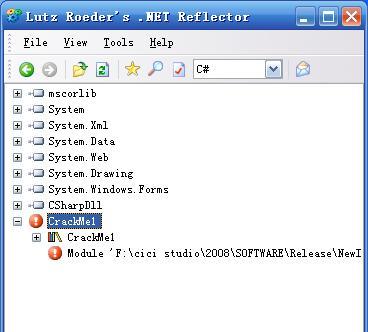 Lutz Roeder's .NET Reflector
File View Tools Help
C#
mscorlib
System
System.Xml
System.Data
System.Web
System.Drawing
System.Windows.Forms
CSharpDll
CrackMe1
CrackMe1
Module 'F:\cici studio\2008\SOFTWARE\Release\NewI